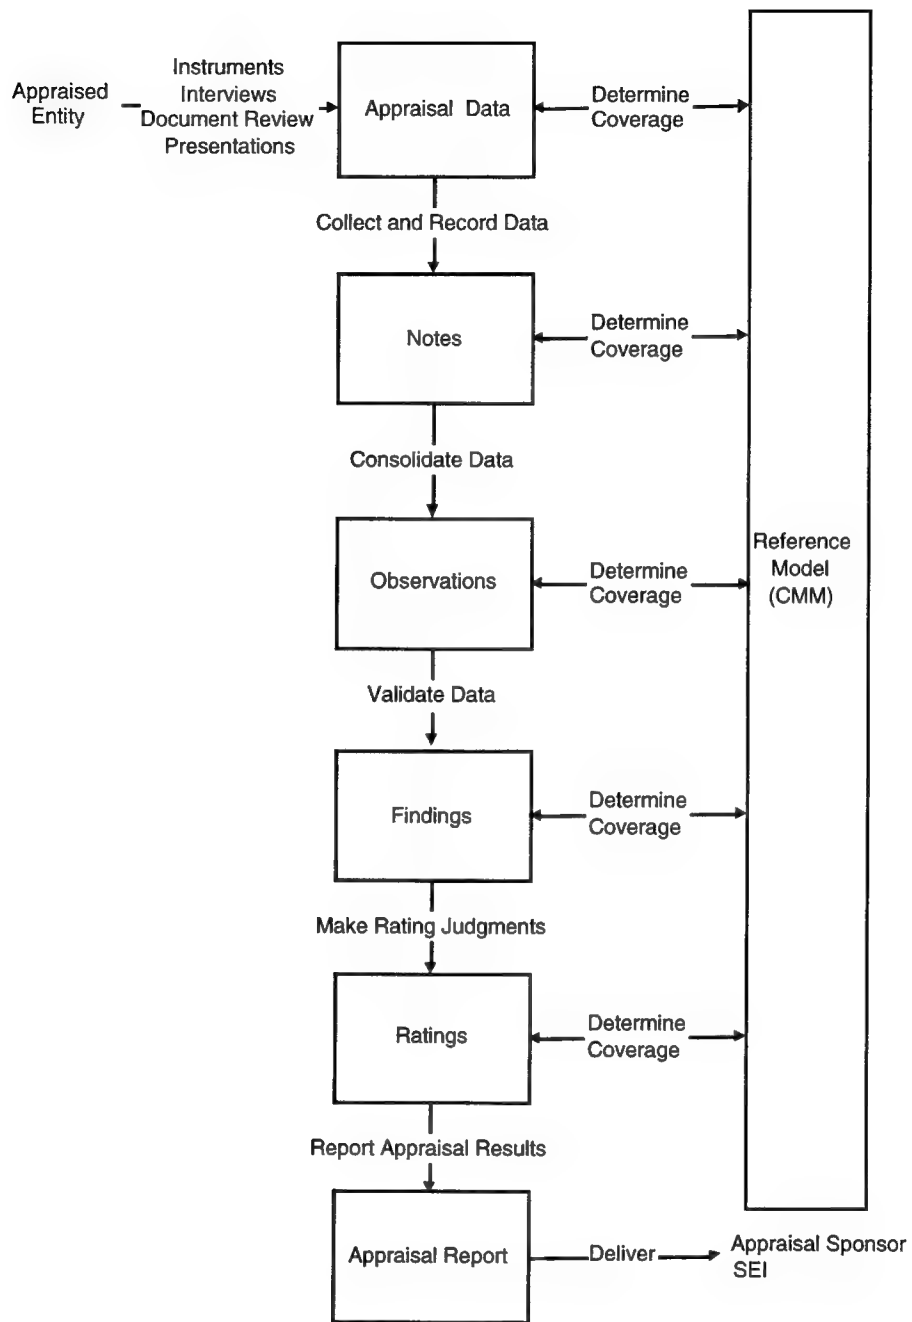 Appraised
Entity
Instruments
Interviews
Document Review
Presentations
Appraisal Data
Determine
Coverage
Collect and Record Data
Notes
Determine
Coverage
Consolidate Data
Observations
Determine
Coverage
Reference
Model
(CMM)
Validate Data
Findings
Determine
Coverage
Make Rating Judgments
Ratings
Determine
Coverage
Report Appraisal Results
Appraisal Report
Deliver
Appraisal Sponsor
SEI